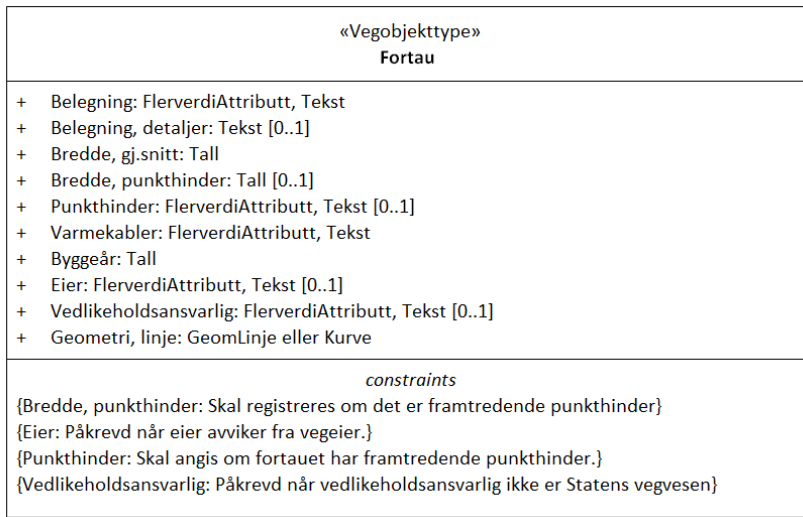 «Vegobjekttype»
Fortau
+ Belegning: FlerverdiAttributt, Tekst
+ Belegning, detaljer: Tekst [0..1]
+ Bredde, gj.snitt: Tall
+ Bredde, punkthinder: Tall [0..1]
+ Punkthinder: FlerverdiAttributt, Tekst [0..1]
+ Varmekabler: FlerverdiAttributt, Tekst
+ Byggeår: Tall
+ Eier: FlerverdiAttributt, Tekst [0..1]
+ Vedlikeholdsansvarlig: FlerverdiAttributt, Tekst [0..1]
+ Geometri, linje: GeomLinje eller Kurve
constraints
{Bredde, punkthinder: Skal registreres om det er framtredende punkthinder}
{Eier: Påkrevd når eier avviker fra vegeier.}
{Punkthinder: Skal angis om fortauet har framtredende punkthinder.}
{Vedlikeholdsansvarlig: Påkrevd når vedlikeholdsansvarlig ikke er Statens vegvesen}